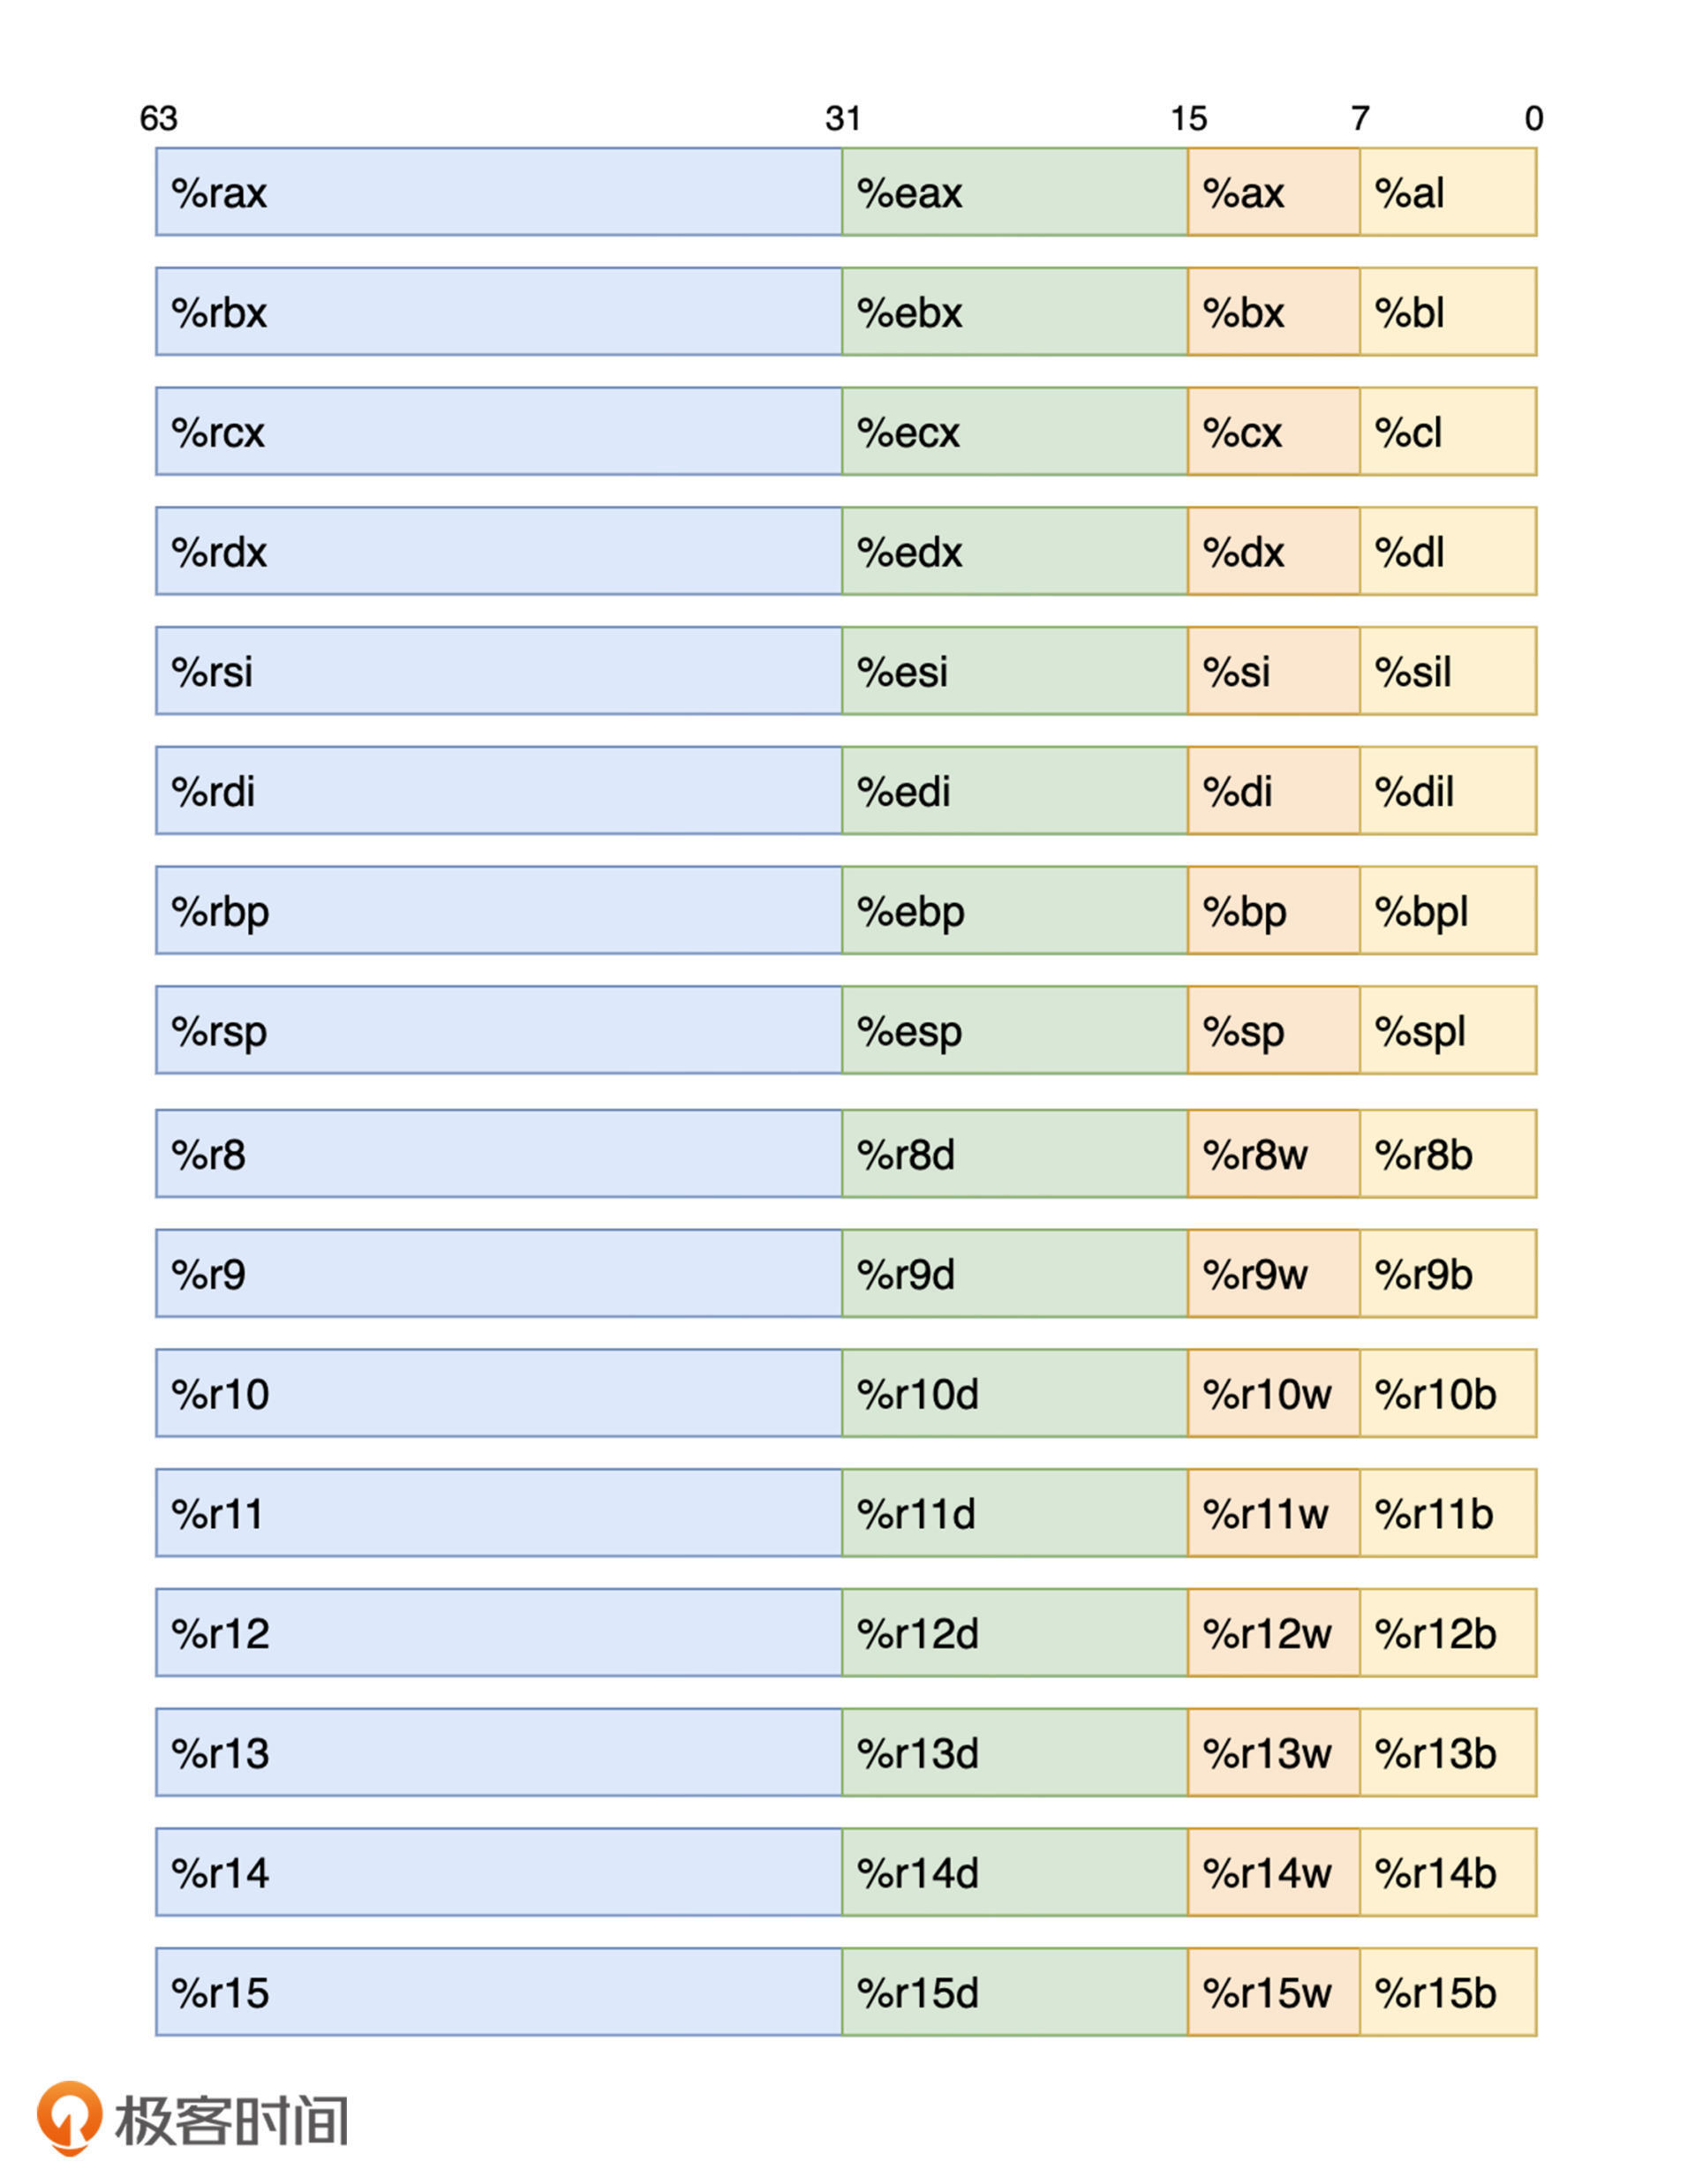 63 31 15 7 0
%rax %eax %ax %al
%rbx %ebx %bx %bl
%rcx %ecx %cx %cl
%rdx %edx %dx %dl
%rsi %esi %si %sil
%rdi %edi %di %dil
%rbp %ebp %bp %bpl
%rsp %esp %sp %spl
%r8 %r8d %r8w %r8b
%r9 %r9d %r9w %r9b
%r10 %r10d %r10w %r10b
%r11 %r11d %r11w %r11b
%r12 %r12d %r12w %r12b
%r13 %r13d %r13w %r13b
%r14 %r14d %r14w %r14b
%r15 %r15d %r15w %r15b
极客时间